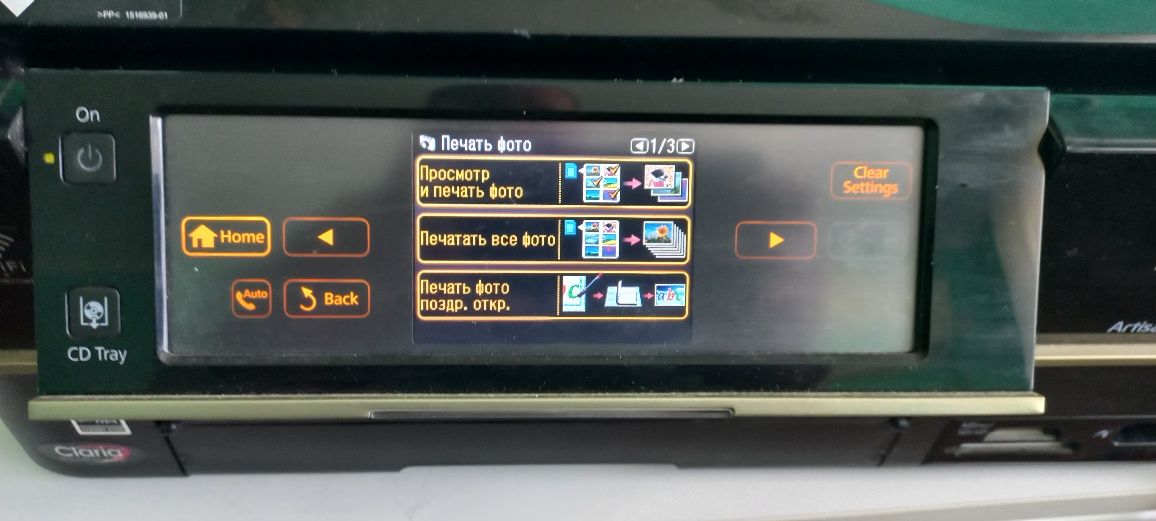 >PP< 1516939-01
On
Печать фото
1/3
Просмотр
и печать фото
Clear
Settings
Home
Печатать все фото
Auto
Back
Печать фото
поздр. откр.
abc
CD Tray
Claria